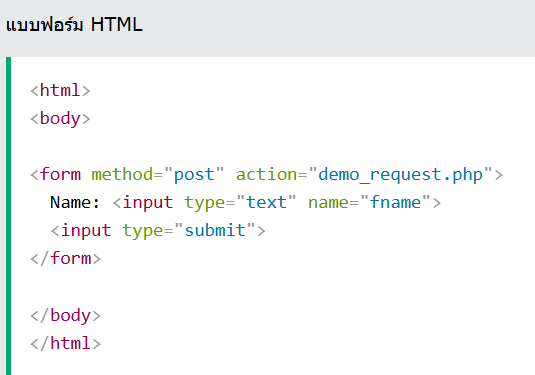 แบบฟอร์ม HTML
<html>
<body>
<form method="post" action="demo_request.php">
Name: <input type="text" name="fname">
<input type="submit">
</form>
</body>
</html>